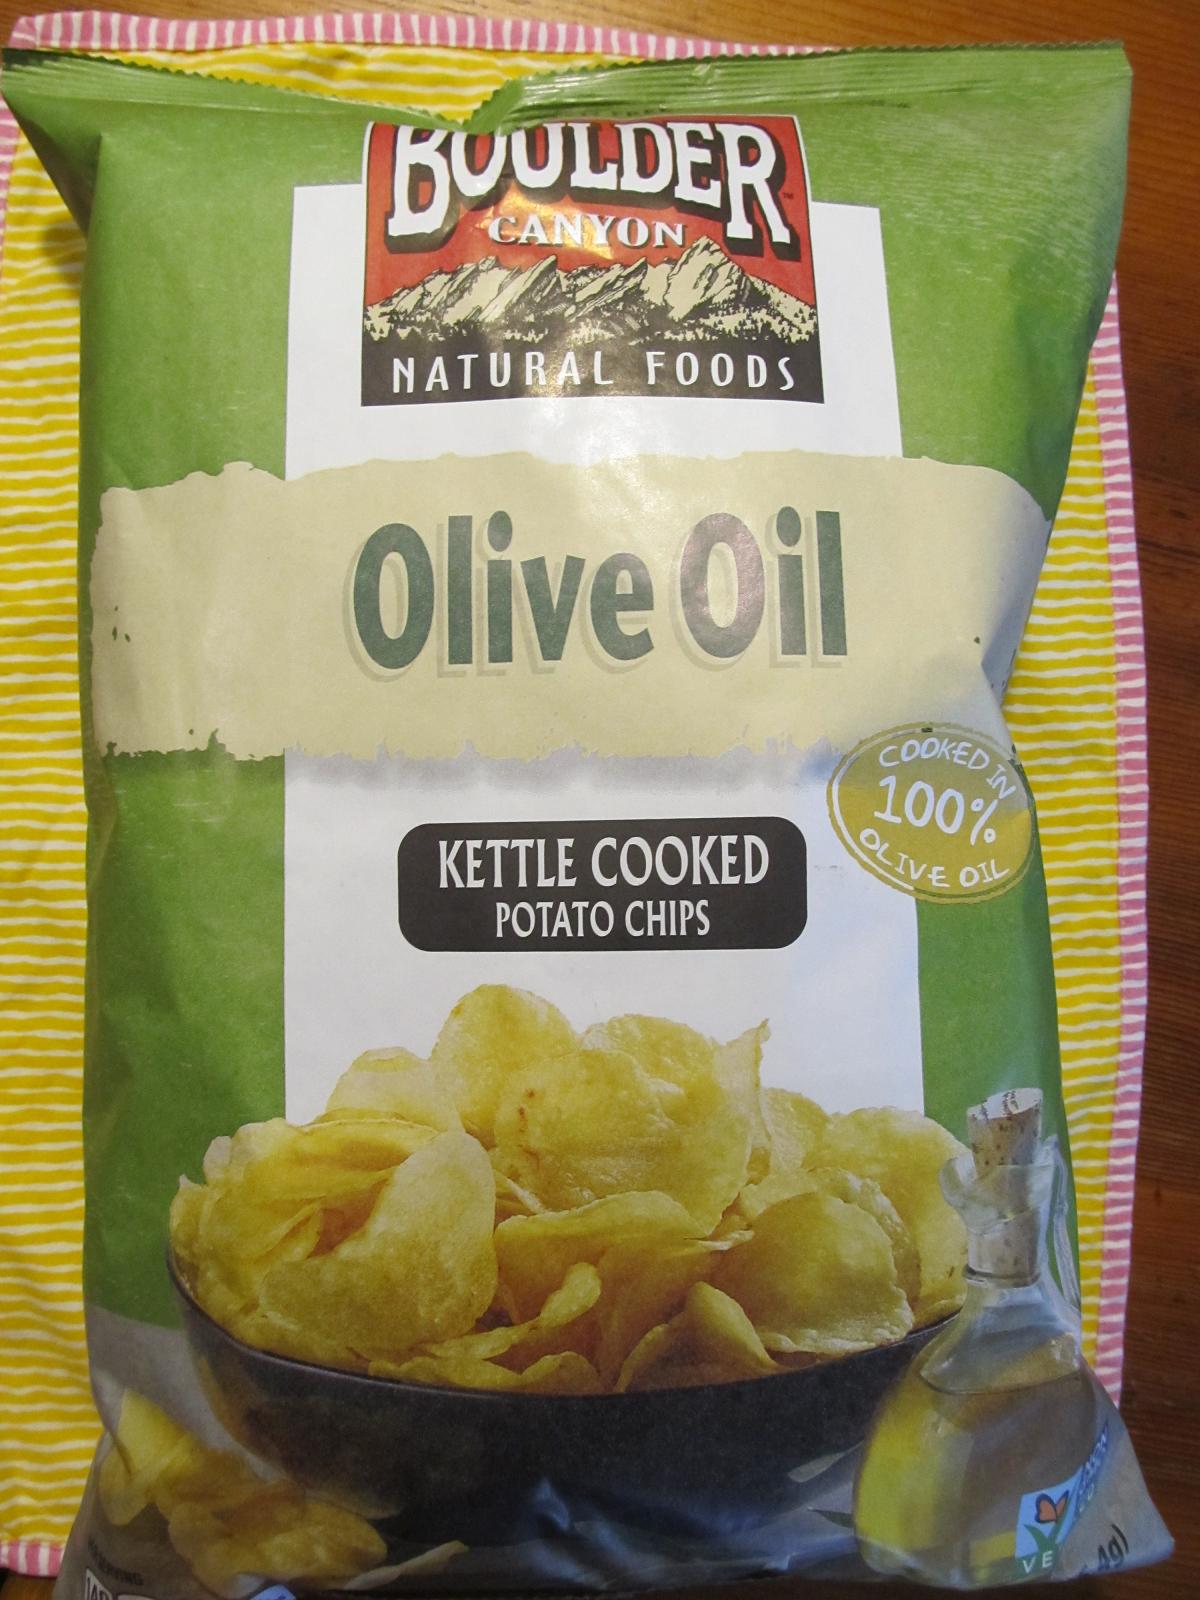 BOULDER
CANYON
NATURAL FOODS
Olive Oil
COOKED IN
100%
OLIVE OIL
KETTLE COOKED
POTATO CHIPS